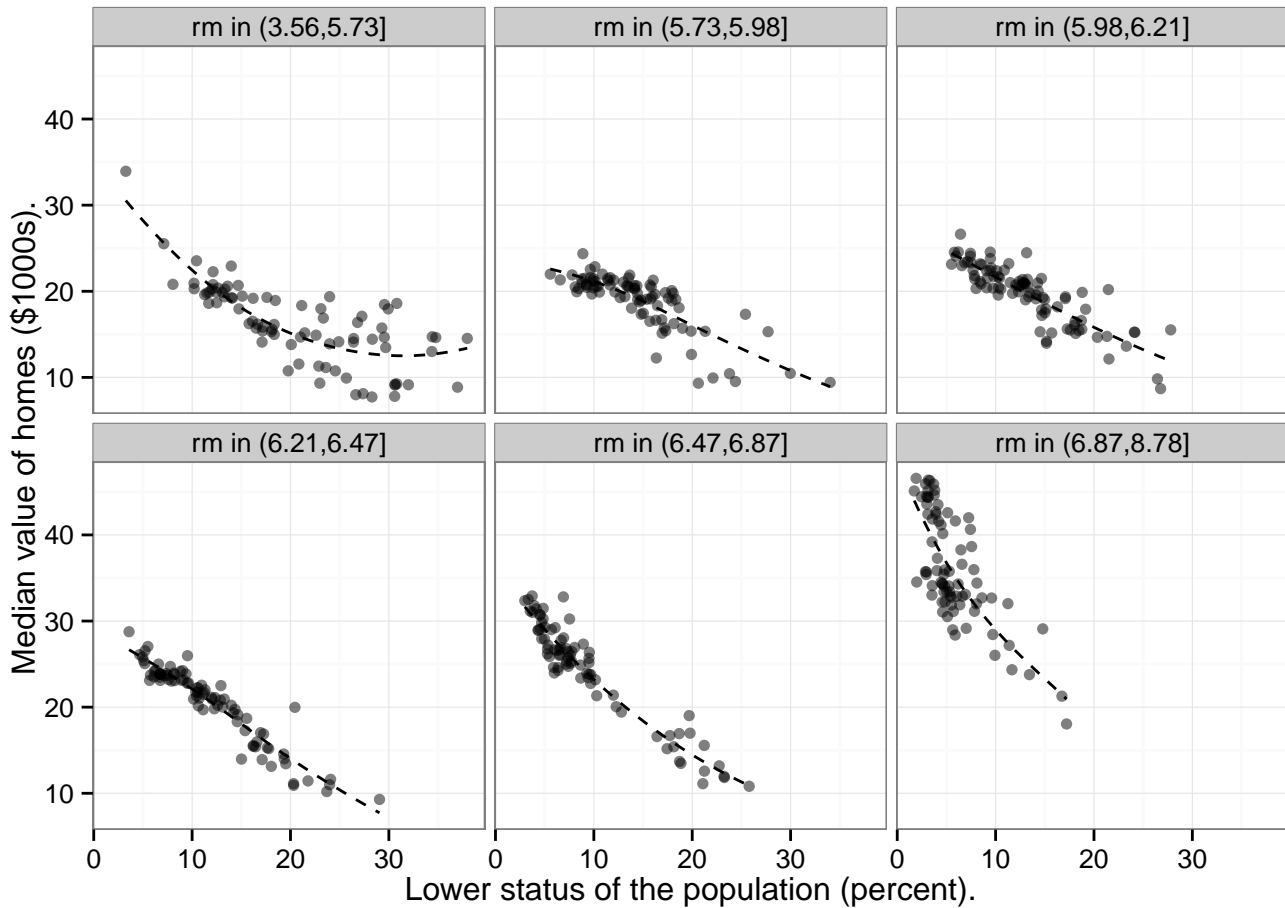 rm in (3.56,5.73] rm in (5.73,5.98] rm in (5.98,6.21]
40
30
20
10
Median value of homes ($1000s).
rm in (6.21,6.47] rm in (6.47,6.87] rm in (6.87,8.78]
40
30
20
10
0 10 20 30 0 10 20 30 0 10 20 30
Lower status of the population (percent).